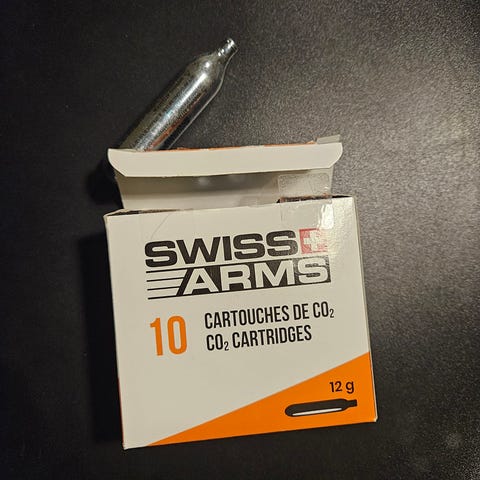 SWISS
ARMS
10
CARTOUCHES DE CO₂
CO₂ CARTRIDGES
12 g